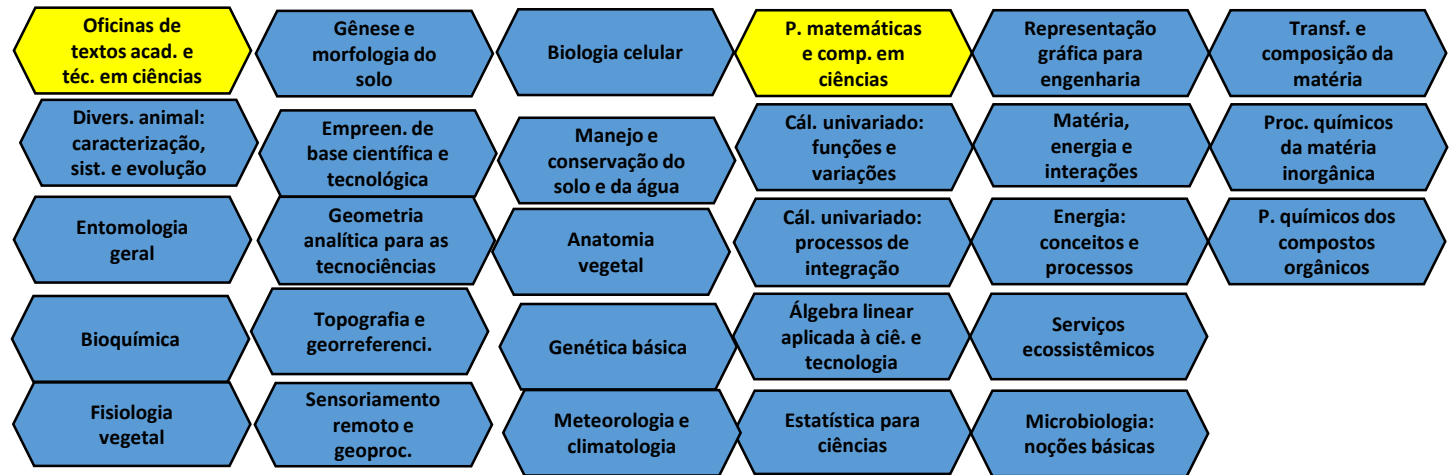 Oficinas de
textos acad. e
téc. em ciências
Gênese e
morfologia do
solo
Biologia celular
P. matemáticas
e comp. em
ciências
Representação
gráfica para
engenharia
Transf. e
composição da
matéria
Divers. animal:
caracterização,
sist. e evolução
Empreen. de
base científica e
tecnológica
Manejo e
conservação do
solo e da água
Cál. univariado:
funções e
variações
Matéria,
energia e
interações
Proc. químicos
da matéria
inorgânica
Entomologia
geral
Geometria
analítica para as
tecnociências
Anatomia
vegetal
Cál. univariado:
processos de
integração
Energia:
conceitos e
processos
P. químicos dos
compostos
orgânicos
Bioquímica
Topografia e
georreferenci.
Genética básica
Álgebra linear
aplicada à ciê. e
tecnologia
Serviços
ecossistêmicos
Fisiologia
vegetal
Sensoriamento
remoto e
geoproc.
Meteorologia e
climatologia
Estatística para
ciências
Microbiologia:
noções básicas